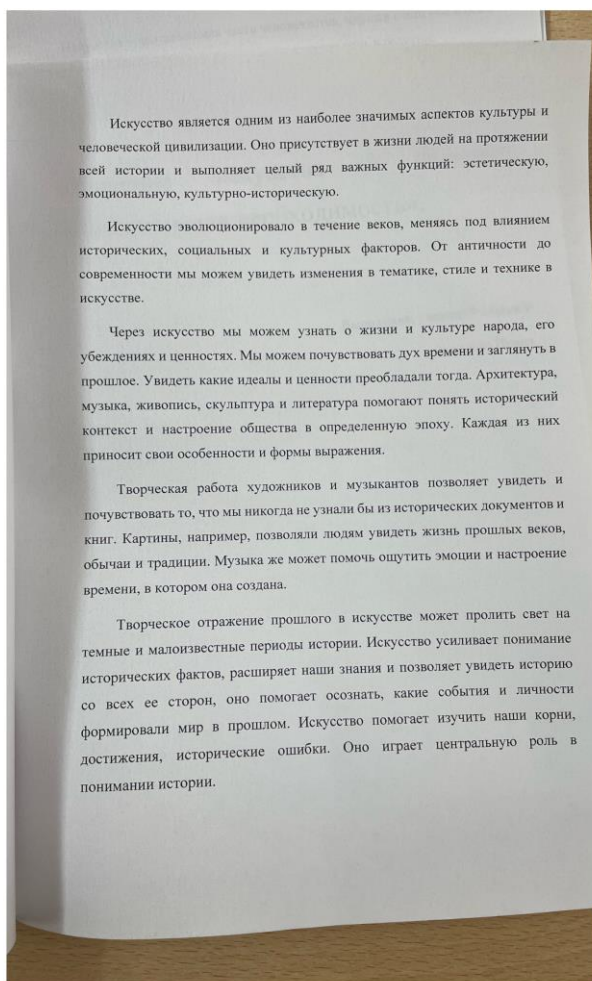 Искусство является одним из наиболее значимых аспектов культуры и
человеческой цивилизации. Оно присутствует в жизни людей на протяжении
всей истории и выполняет целый ряд важных функций: эстетическую,
эмоциональную, культурно-историческую.
Искусство эволюционировало в течение веков, меняясь под влиянием
исторических, социальных и культурных факторов. От античности до
современности мы можем увидеть изменения в тематике, стиле и технике в
искусстве.
Через искусство мы можем узнать о жизни и культуре народа, его
убеждениях и ценностях. Мы можем почувствовать дух времени и заглянуть в
прошлое. Увидеть какие идеалы и ценности преобладали тогда. Архитектура,
музыка, живопись, скульптура и литература помогают понять исторический
контекст и настроение общества в определенную эпоху. Каждая из них
приносит свои особенности и формы выражения.
Творческая работа художников и музыкантов позволяет увидеть и
почувствовать то, что мы никогда не узнали бы из исторических документов и
книг. Картины, например, позволяли людям увидеть жизнь прошлых веков,
обычаи и традиции. Музыка же может помочь ощутить эмоции и настроение
времени, в котором она создана.
Творческое отражение прошлого в искусстве может пролить свет на
темные и малоизвестные периоды истории. Искусство усиливает понимание
исторических фактов, расширяет наши знания и позволяет увидеть историю
со всех ее сторон, оно помогает осознать, какие события и личности
формировали мир в прошлом. Искусство помогает изучить наши корни,
достижения, исторические ошибки. Оно играет центральную роль в
понимании истории.